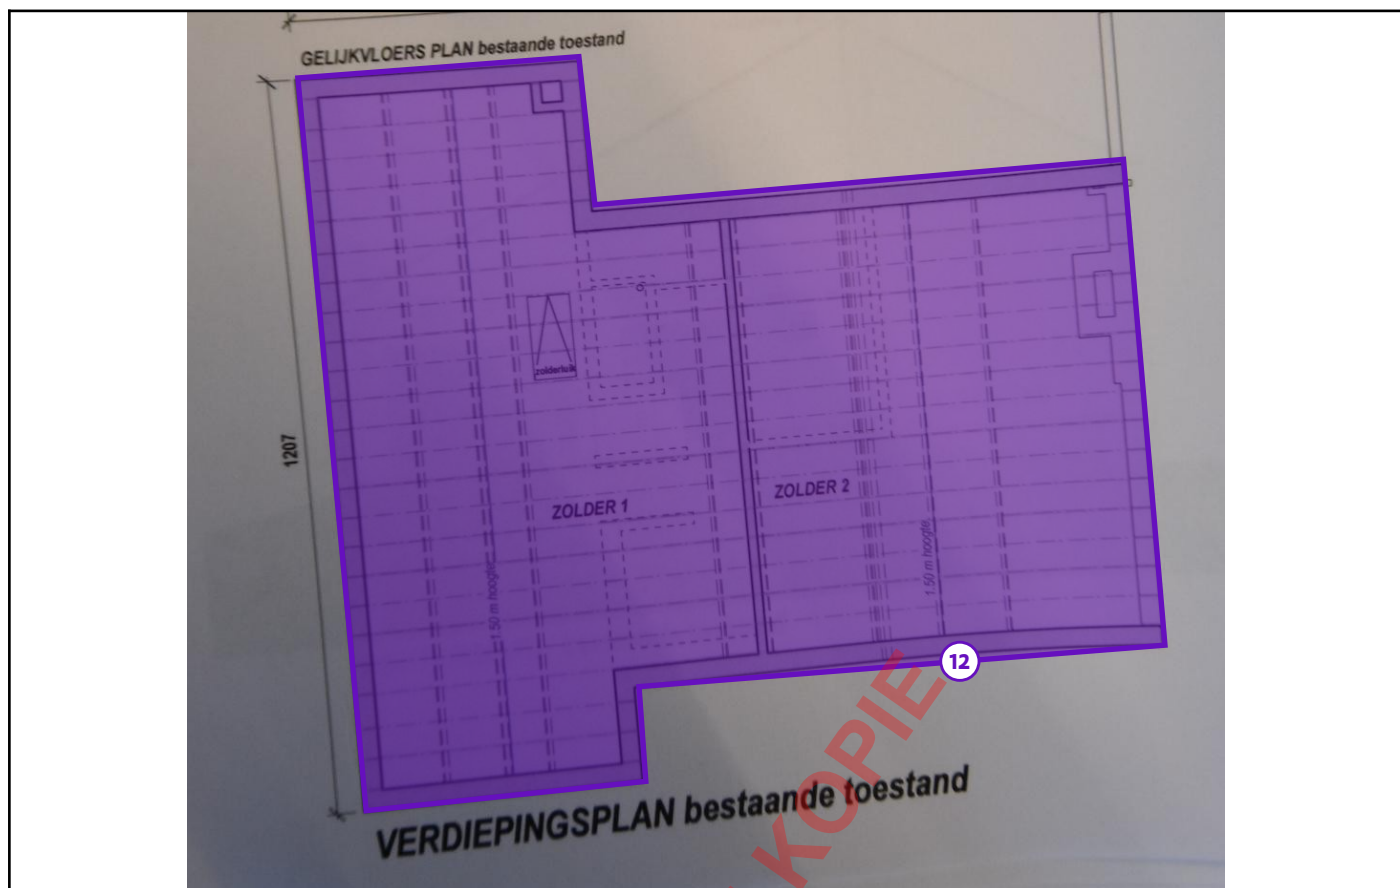 GELIJKVLOERS PLAN bestaande toestand
zolderluik
1207
ZOLDER 1
ZOLDER 2
1.50 m hoogte
1.50 m hoogte
12
KOPIE
VERDIEPINGSPLAN bestaande toestand